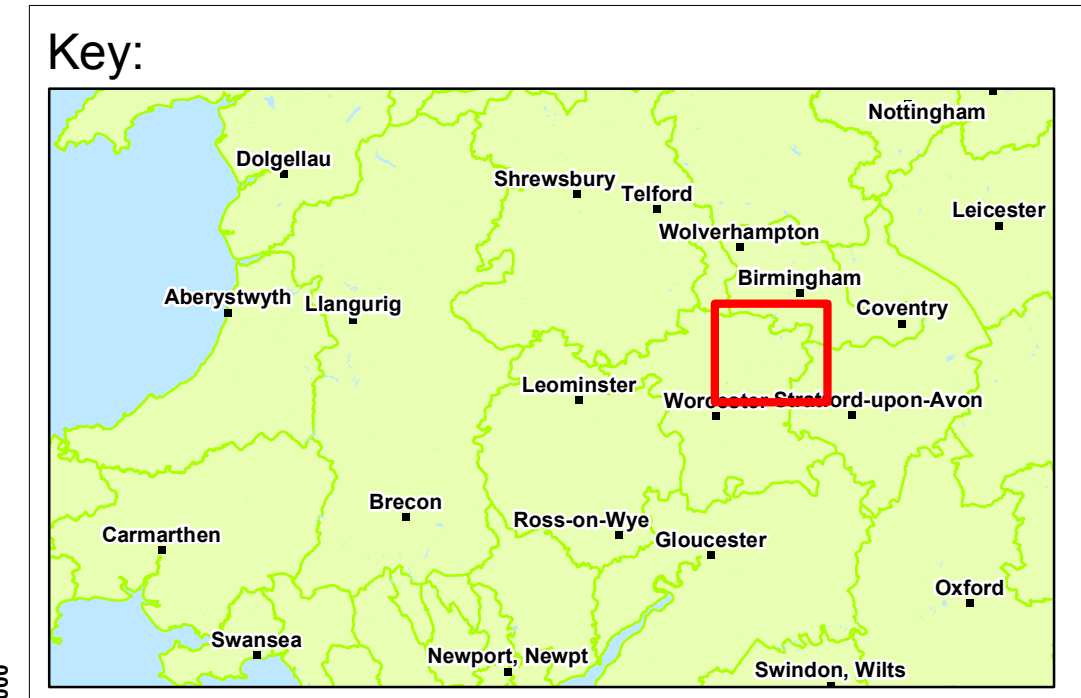 Key:
Nottingham
Dolgellau
Shrewsbury
Telford
Leicester
Wolverhampton
Birmingham
Aberystwyth
Llangurig
Coventry
Leominster
Worcester
Stratford-upon-Avon
Brecon
Ross-on-Wye
Carmarthen
Gloucester
Oxford
Swansea
Newport, Newpt
Swindon, Wilts
000